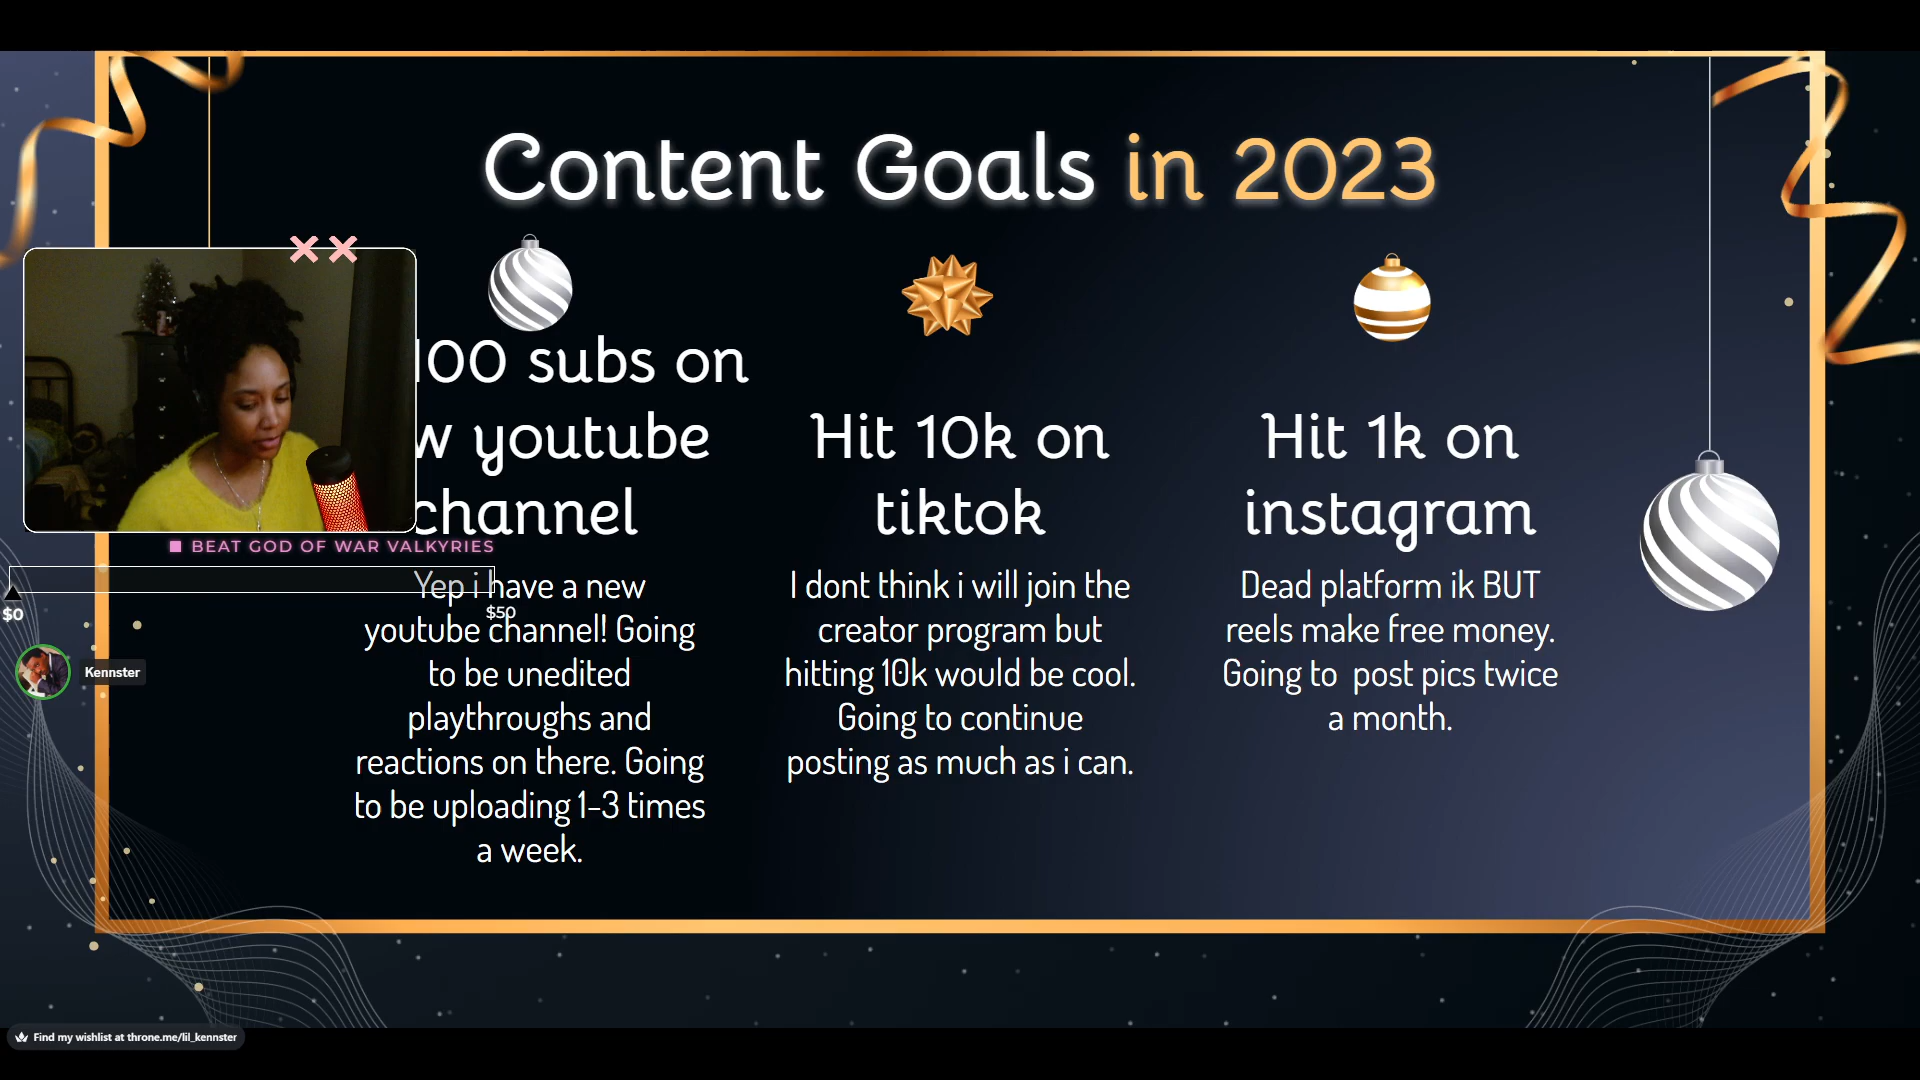 Content Goals in 2023
100 subs on
w youtube
channel
Yep i have a new
youtube channel! Going
to be unedited
playthroughs and
reactions on there. Going
to be uploading 1-3 times
a week.
Hit 10k on
tiktok
I dont think i will join the
creator program but
hitting 10k would be cool.
Going to continue
posting as much as i can.
Hit 1k on
instagram
Dead platform ik BUT
reels make free money.
Going to post pics twice
a month.
BEAT GOD OF WAR VALKYRIES
$0
$50
Kennster
Find my wishlist at throne.me/lil_kennster